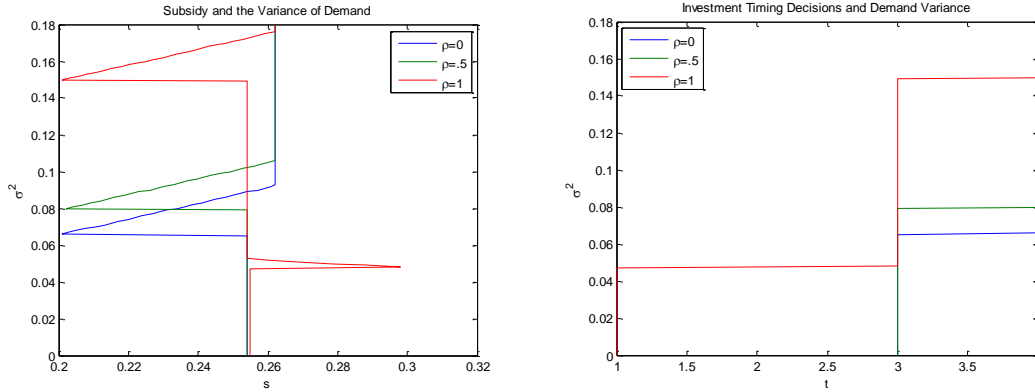 Subsidy and the Variance of Demand
0.18
0.16
0.14
0.12
0.1
0.08
0.06
0.04
0.02
0
σ²
0.2
0.22
0.24
0.26
0.28
0.3
0.32
s
ρ=0
ρ=.5
ρ=1
Investment Timing Decisions and Demand Variance
0.18
0.16
0.14
0.12
0.1
0.08
0.06
0.04
0.02
0
σ²
1
1.5
2
2.5
3
3.5
t
ρ=0
ρ=.5
ρ=1